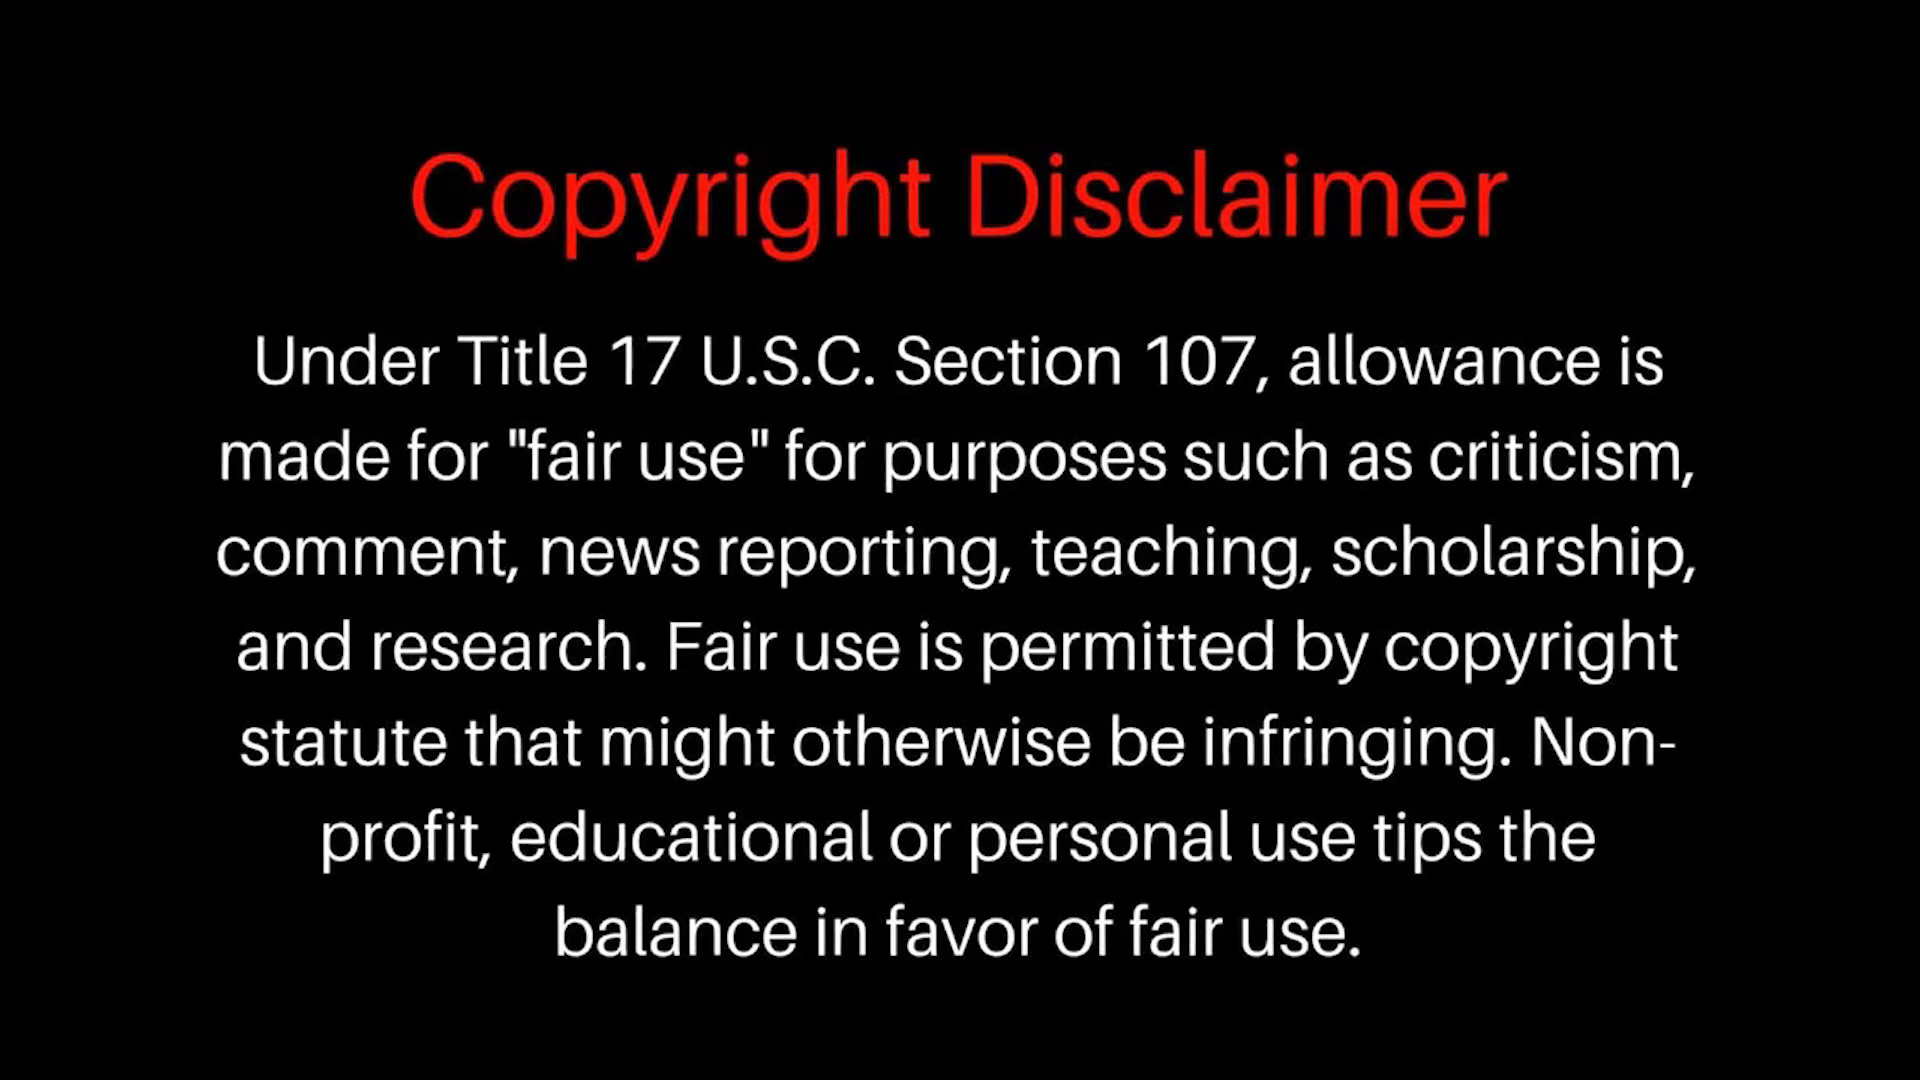 Copyright Disclaimer
Under Title 17 U.S.C. Section 107, allowance is
made for "fair use" for purposes such as criticism,
comment, news reporting, teaching, scholarship,
and research. Fair use is permitted by copyright
statute that might otherwise be infringing. Non-
profit, educational or personal use tips the
balance in favor of fair use.